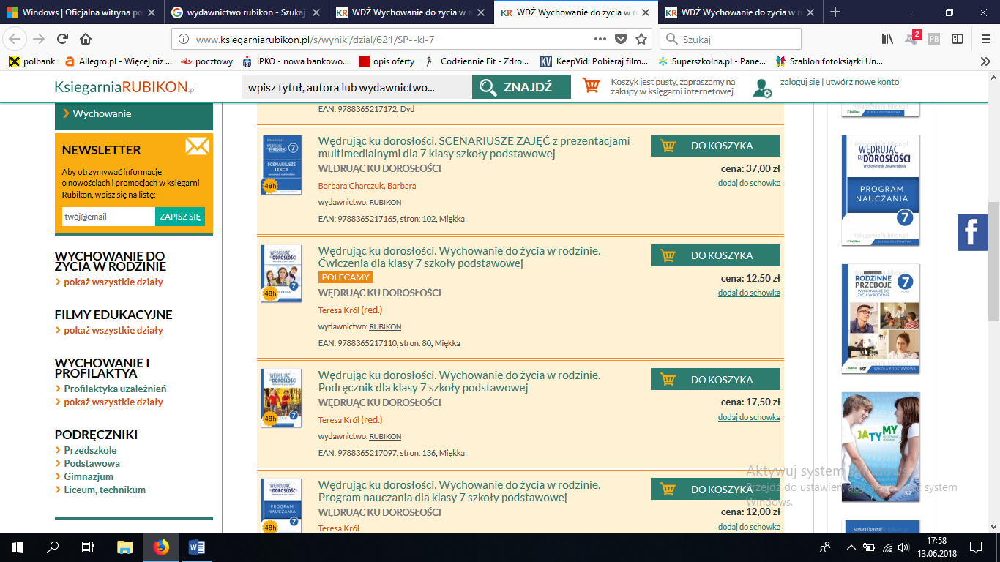 Windows | Oficjalna witryna po
wydawnictwo rubikon - Szukaj
WDŻ Wychowanie do życia w r
WDŻ Wychowanie do życia w r
WDŻ Wychowanie do życia w r
www.ksiegarniarubikon.pl/s/wyniki/dzial/621/SP--kl-7
Szukaj
2
PB
polbank
Allegro.pl - Więcej niż ...
pocztowy
iPKO - nowa bankowo...
opis oferty
Codziennie Fit - Zdro...
KeepVid: Pobieraj film...
Superszkolna.pl - Pane...
Szablon fotoksiążki Un...
KsiegarniaRUBIKON.pl
wpisz tytuł, autora lub wydawnictwo...
ZNAJDŹ
Koszyk jest pusty, zapraszamy na
zakupy w księgarni internetowej.
zaloguj się | utwórz nowe konto
Wychowanie
NEWSLETTER
Aby otrzymywać informacje
o nowościach i promocjach w księgarni
Rubikon, wpisz się na listę:
twój@email
ZAPISZ SIĘ
WYCHOWANIE DO
ŻYCIA W RODZINIE
pokaż wszystkie działy
FILMY EDUKACYJNE
pokaż wszystkie działy
WYCHOWANIE I
PROFILAKTYA
Profilaktyka uzależnień
pokaż wszystkie działy
PODRĘCZNIKI
Przedszkole
Podstawowa
Gimnazjum
Liceum, technikum
EAN: 9788365217172, Dvd
Wędrując ku dorosłości. SCENARIUSZE ZAJĘĆ z prezentacjami
multimedialnymi dla 7 klasy szkoły podstawowej
WĘDRUJĄC KU DOROSŁOŚCI
Barbara Charczuk, Barbara
wydawnictwo: RUBIKON
EAN: 9788365217165, stron: 102, Miękka
DO KOSZYKA
cena: 37,00 zł
dodaj do schowka
48h
Wędrując ku dorosłości. Wychowanie do życia w rodzinie.
Ćwiczenia dla klasy 7 szkoły podstawowej
POLECAMY
WĘDRUJĄC KU DOROSŁOŚCI
Teresa Król (red.)
wydawnictwo: RUBIKON
EAN: 9788365217110, stron: 80, Miękka
DO KOSZYKA
cena: 12,50 zł
dodaj do schowka
48h
Wędrując ku dorosłości. Wychowanie do życia w rodzinie.
Podręcznik dla klasy 7 szkoły podstawowej
WĘDRUJĄC KU DOROSŁOŚCI
Teresa Król (red.)
wydawnictwo: RUBIKON
EAN: 9788365217097, stron: 136, Miękka
DO KOSZYKA
cena: 17,50 zł
dodaj do schowka
48h
Wędrując ku dorosłości. Wychowanie do życia w rodzinie.
Program nauczania dla klasy 7 szkoły podstawowej
WĘDRUJĄC KU DOROSŁOŚCI
Teresa Król
DO KOSZYKA
cena: 12,00 zł
dodaj do schowka
48h
WĘDRUJĄC
KU DOROSŁOŚCI
Wychowanie do życia w rodzinie
PROGRAM
NAUCZANIA
7
RODZINNE
PRZEBOJE
WYCHOWANIE DO
ŻYCIA W RODZINIE
7
JA TY MY
Barbara Charczuk
Aktywuj system Windows
Przejdź do ustawień, aby aktywować system
Windows.
17:58
13.06.2018